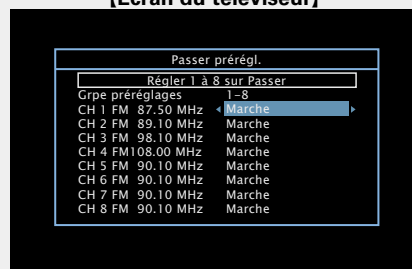 [Écran du téléviseur]
Passer prérégl.
Régler 1 à 8 sur Passer
Grpe préréglages 1-8
CH 1 FM 87.50 MHz Marche
CH 2 FM 89.10 MHz Marche
CH 3 FM 98.10 MHz Marche
CH 4 FM108.00 MHz Marche
CH 5 FM 90.10 MHz Marche
CH 6 FM 90.10 MHz Marche
CH 7 FM 90.10 MHz Marche
CH 8 FM 90.10 MHz Marche